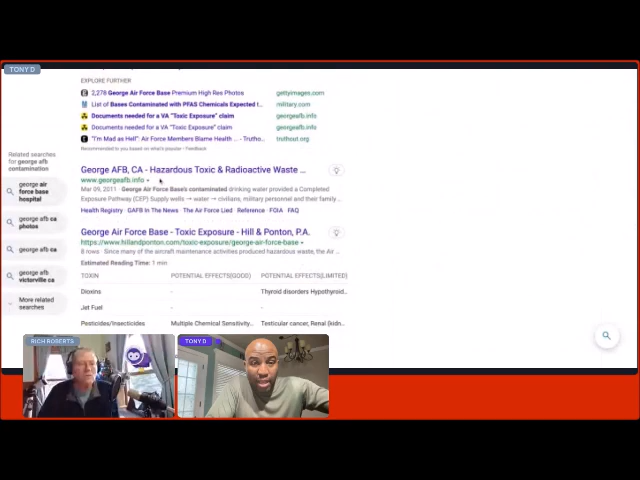 TONY D
EXPLORE FURTHER
2,278 George Air Force Base Premium High Res Photos gettyimages.com
List of Bases Contaminated with PFAS Chemicals Expected t... military.com
Documents needed for a VA "Toxic Exposure" claim georgeafb.info
Documents needed for a VA "Toxic Exposure" claim georgeafb.info
"I'm Mad as Hell": Air Force Members Blame Health ... - Trutho... truthout.org
Recommended to you based on what's popular • Feedback
Related searches
for george afb
contamination
george air
force base
hospital
george afb ca
photos
george afb ca
george afb
victorville ca
More related
searches
George AFB, CA - Hazardous Toxic & Radioactive Waste ...
www.georgeafb.info
Mar 09, 2011 · George Air Force Base's contaminated drinking water provided a Completed
Exposure Pathway (CEP) Supply wells → water → civilians, military personnel and their family ...
Health Registry · GAFB In The News · The Air Force Lied · Reference · FOIA · FAQ
George Air Force Base - Toxic Exposure - Hill & Ponton, P.A.
https://www.hillandponton.com/toxic-exposure/george-air-force-base
8 rows · Since many of the aircraft maintenance activities produced hazardous waste, the Air ...
Estimated Reading Time: 1 min
TOXIN POTENTIAL EFFECTS(GOOD) POTENTIAL EFFECTS(LIMITED)
Dioxins - Thyroid disorders Hypothyroid...
Jet Fuel - -
Pesticides/Insecticides Multiple Chemical Sensitivity... Testicular cancer, Renal (kidn...
RICH ROBERTS
TONY D